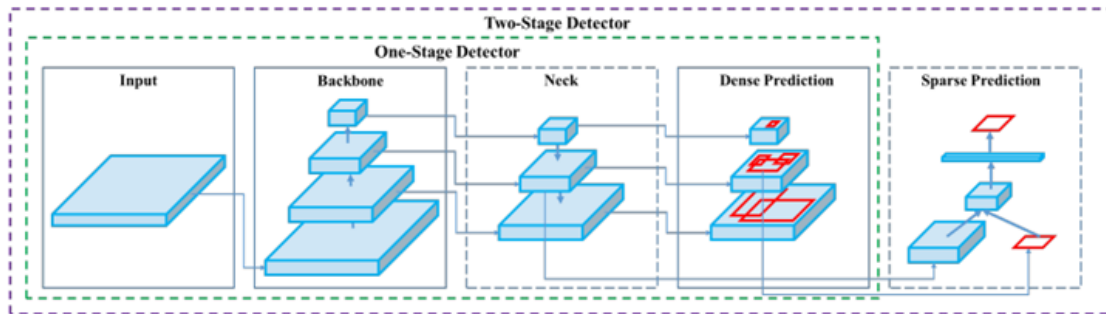 Two-Stage Detector
One-Stage Detector
Input
Backbone
Neck
Dense Prediction
Sparse Prediction